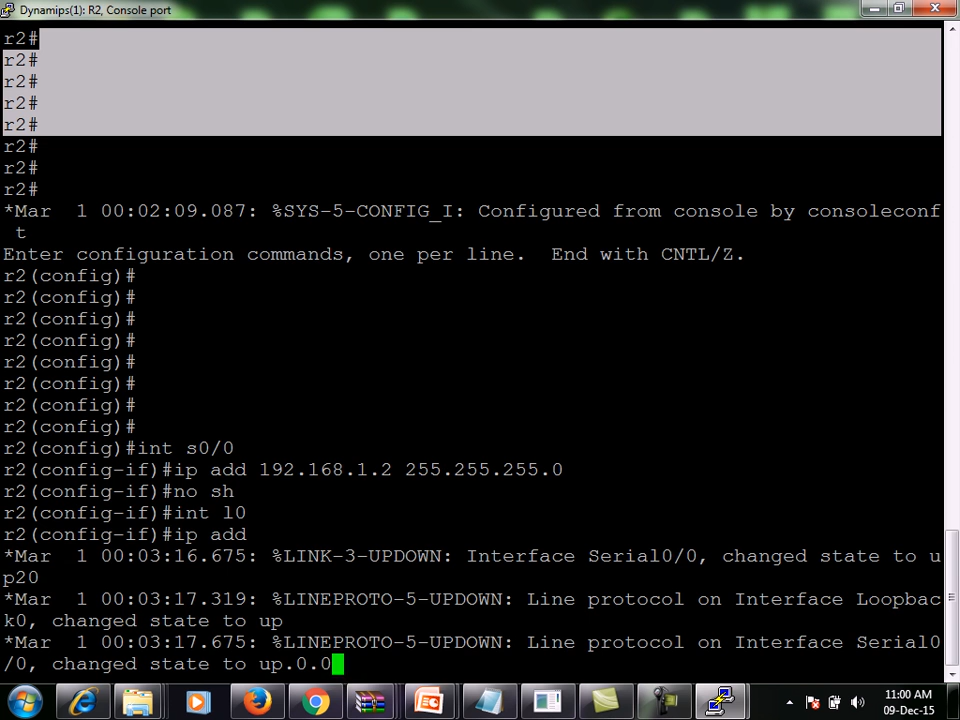 Dynamips(1): R2, Console port
r2#
r2#
r2#
r2#
r2#
r2#
r2#
r2#
*Mar  1 00:02:09.087: %SYS-5-CONFIG_I: Configured from console by consoleconf
 t
Enter configuration commands, one per line.  End with CNTL/Z.
r2(config)#
r2(config)#
r2(config)#
r2(config)#
r2(config)#
r2(config)#
r2(config)#
r2(config)#
r2(config)#int s0/0
r2(config-if)#ip add 192.168.1.2 255.255.255.0
r2(config-if)#no sh
r2(config-if)#int l0
r2(config-if)#ip add
*Mar  1 00:03:16.675: %LINK-3-UPDOWN: Interface Serial0/0, changed state to u
p20
*Mar  1 00:03:17.319: %LINEPROTO-5-UPDOWN: Line protocol on Interface Loopbac
k0, changed state to up
*Mar  1 00:03:17.675: %LINEPROTO-5-UPDOWN: Line protocol on Interface Serial0
/0, changed state to up.0.0
11:00 AM
09-Dec-15